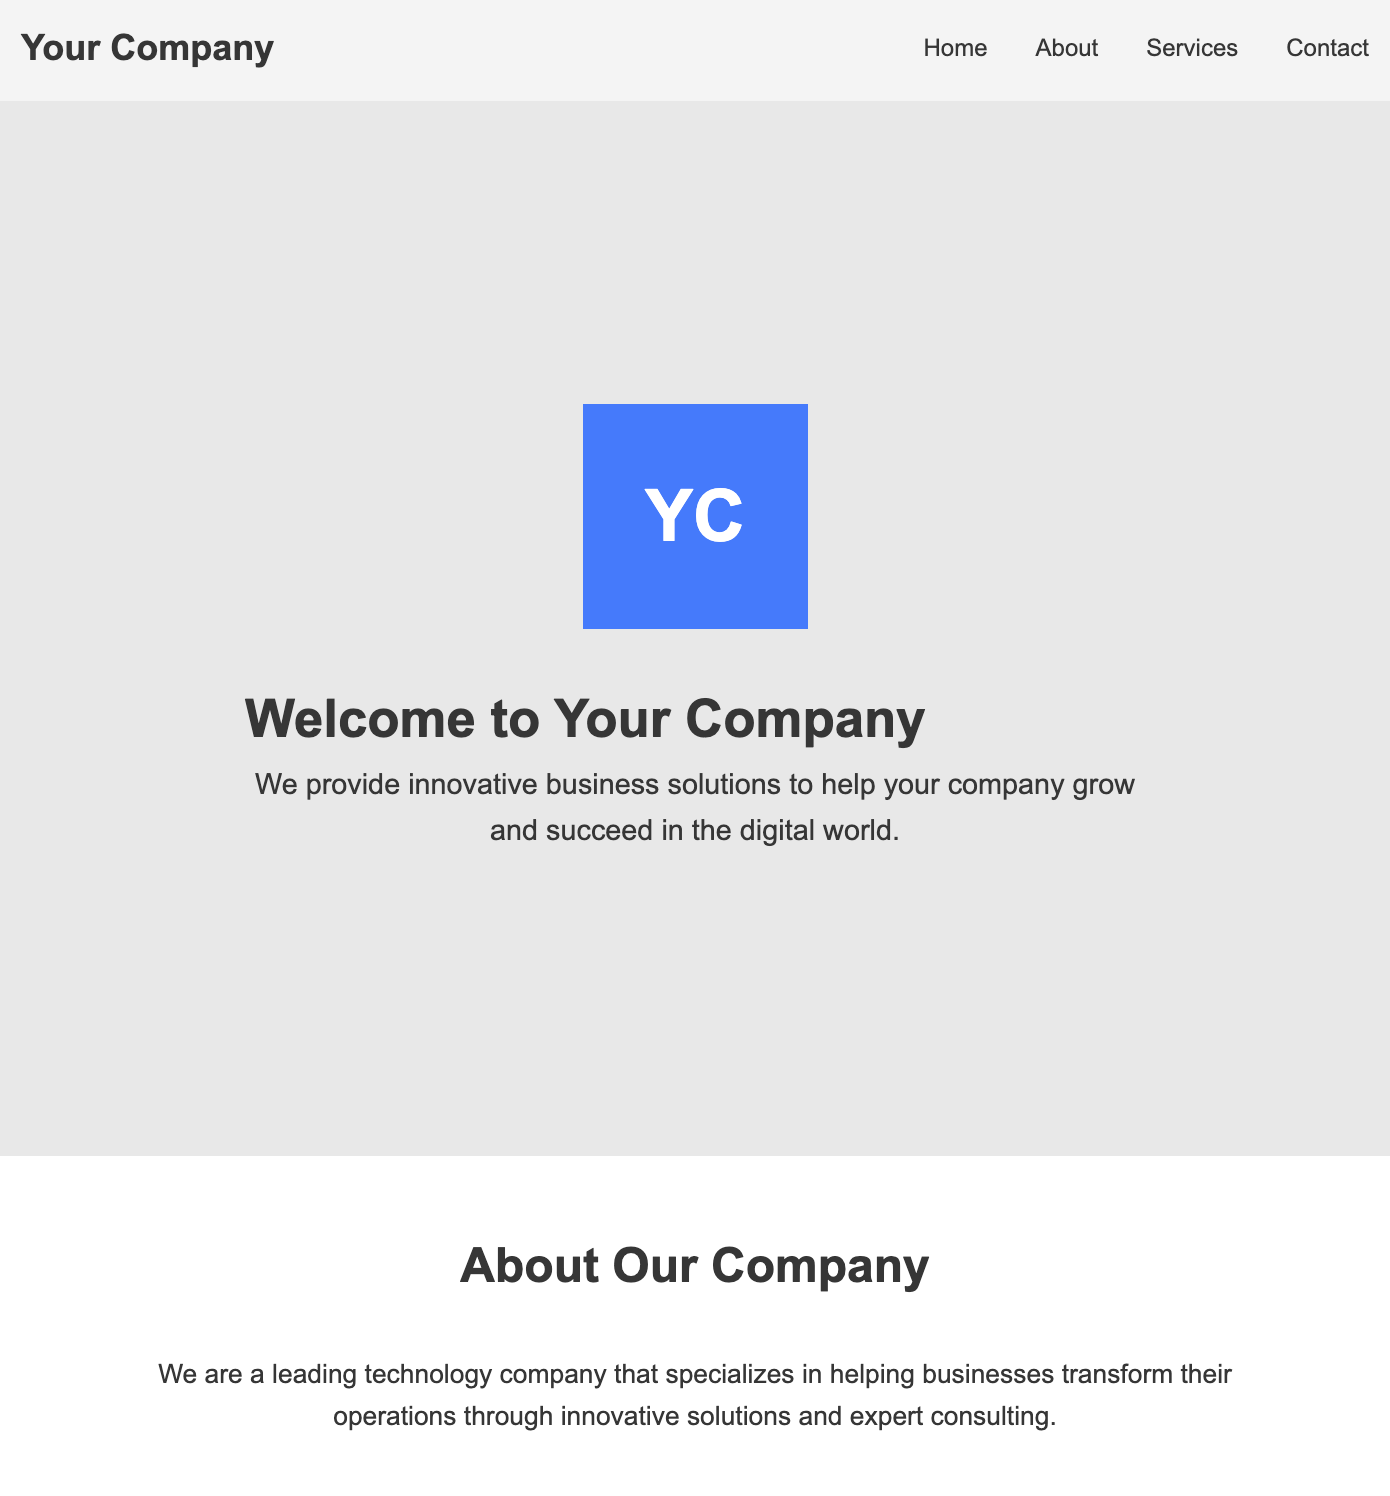 Your Company
Home About Services Contact
YC
Welcome to Your Company
We provide innovative business solutions to help your company grow
and succeed in the digital world.
About Our Company
We are a leading technology company that specializes in helping businesses transform their
operations through innovative solutions and expert consulting.